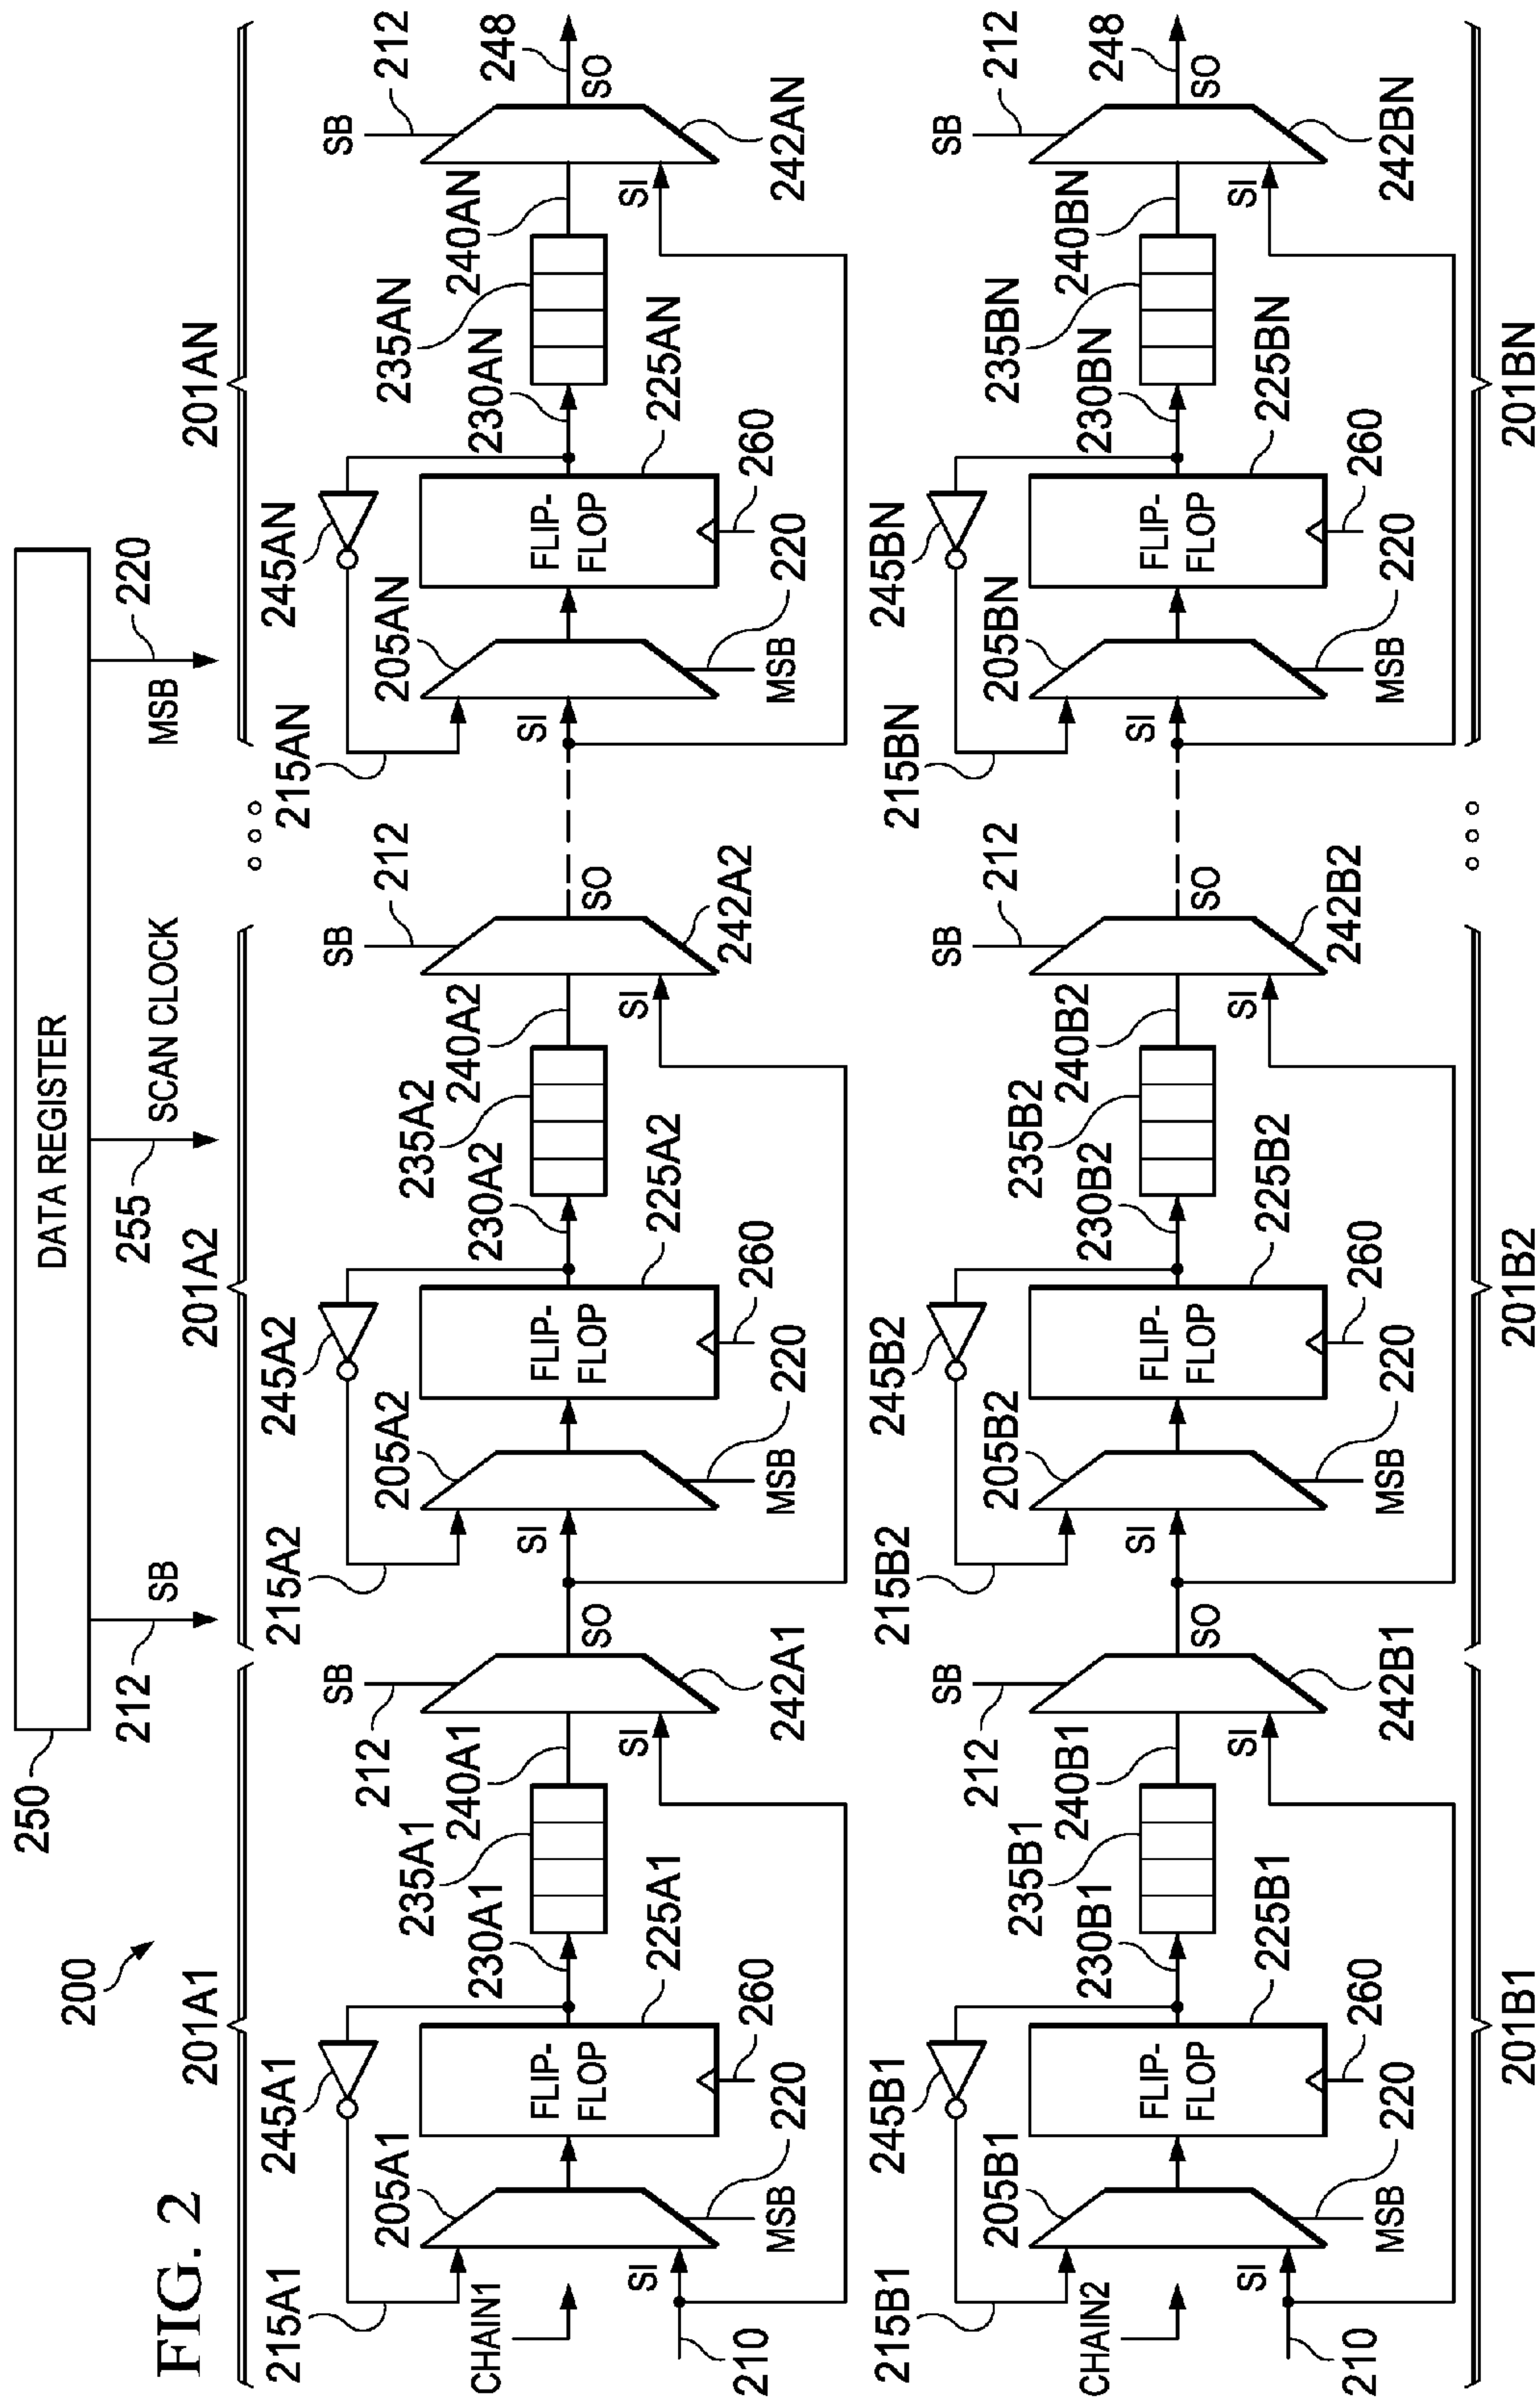 FIG. 2
200
250
DATA REGISTER
212
SB
255
SCAN CLOCK
MSB
220
201A1
201A2
201AN
215A1
245A1
205A1
CHAIN1
SI
210
MSB
220
FLIP-
FLOP
260
225A1
230A1
235A1
240A1
SB
212
SI
242A1
SO
215A2
245A2
205A2
SI
MSB
220
FLIP-
FLOP
260
225A2
230A2
235A2
240A2
SB
212
SI
242A2
SO
215AN
245AN
205AN
SI
MSB
220
FLIP-
FLOP
260
225AN
230AN
235AN
240AN
SB
212
SI
242AN
SO
248
215B1
245B1
205B1
CHAIN2
SI
210
MSB
220
FLIP-
FLOP
260
225B1
230B1
235B1
240B1
SB
212
SI
242B1
SO
215B2
245B2
205B2
SI
MSB
220
FLIP-
FLOP
260
225B2
230B2
235B2
240B2
SB
212
SI
242B2
SO
215BN
245BN
205BN
SI
MSB
220
FLIP-
FLOP
260
225BN
230BN
235BN
240BN
SB
212
SI
242BN
SO
248
201B1
201B2
201BN